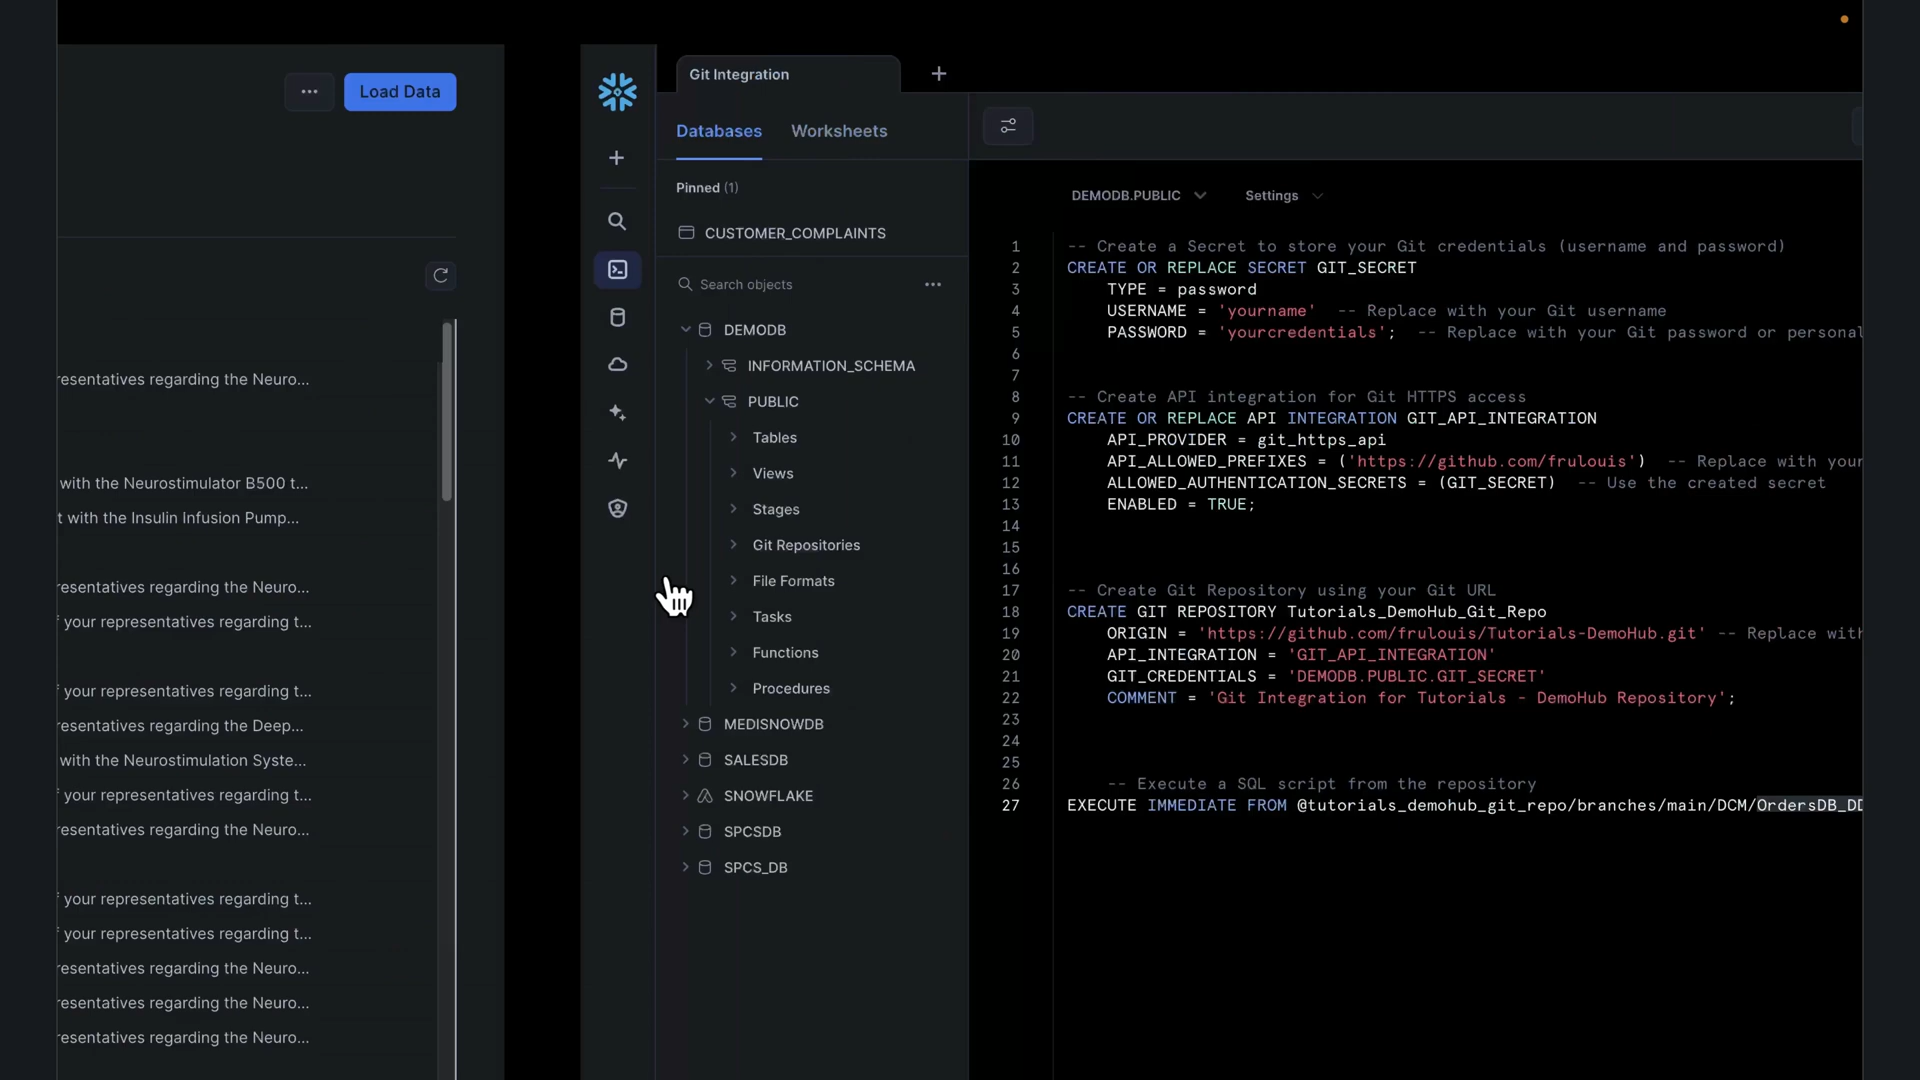 Load Data
resentatives regarding the Neuro...
with the Neurostimulator B500 t...
t with the Insulin Infusion Pump...
resentatives regarding the Neuro...
f your representatives regarding t...
f your representatives regarding t...
resentatives regarding the Deep...
with the Neurostimulation Syste...
f your representatives regarding t...
resentatives regarding the Neuro...
f your representatives regarding t...
f your representatives regarding t...
resentatives regarding the Neuro...
resentatives regarding the Neuro...
resentatives regarding the Neuro...
Git Integration
Databases Worksheets
Pinned (1)
CUSTOMER_COMPLAINTS
Search objects
DEMODB
INFORMATION_SCHEMA
PUBLIC
Tables
Views
Stages
Git Repositories
File Formats
Tasks
Functions
Procedures
MEDISNOWDB
SALESDB
SNOWFLAKE
SPCSDB
SPCS_DB
DEMODB.PUBLIC Settings
1 -- Create a Secret to store your Git credentials (username and password)
2 CREATE OR REPLACE SECRET GIT_SECRET
3 TYPE = password
4 USERNAME = 'yourname' -- Replace with your Git username
5 PASSWORD = 'yourcredentials'; -- Replace with your Git password or personal
6
7
8 -- Create API integration for Git HTTPS access
9 CREATE OR REPLACE API INTEGRATION GIT_API_INTEGRATION
10 API_PROVIDER = git_https_api
11 API_ALLOWED_PREFIXES = ('https://github.com/frulouis') -- Replace with your
12 ALLOWED_AUTHENTICATION_SECRETS = (GIT_SECRET) -- Use the created secret
13 ENABLED = TRUE;
14
15
16
17 -- Create Git Repository using your Git URL
18 CREATE GIT REPOSITORY Tutorials_DemoHub_Git_Repo
19 ORIGIN = 'https://github.com/frulouis/Tutorials-DemoHub.git' -- Replace with
20 API_INTEGRATION = 'GIT_API_INTEGRATION'
21 GIT_CREDENTIALS = 'DEMODB.PUBLIC.GIT_SECRET'
22 COMMENT = 'Git Integration for Tutorials - DemoHub Repository';
23
24
25
26 -- Execute a SQL script from the repository
27 EXECUTE IMMEDIATE FROM @tutorials_demohub_git_repo/branches/main/DCM/OrdersDB_DD